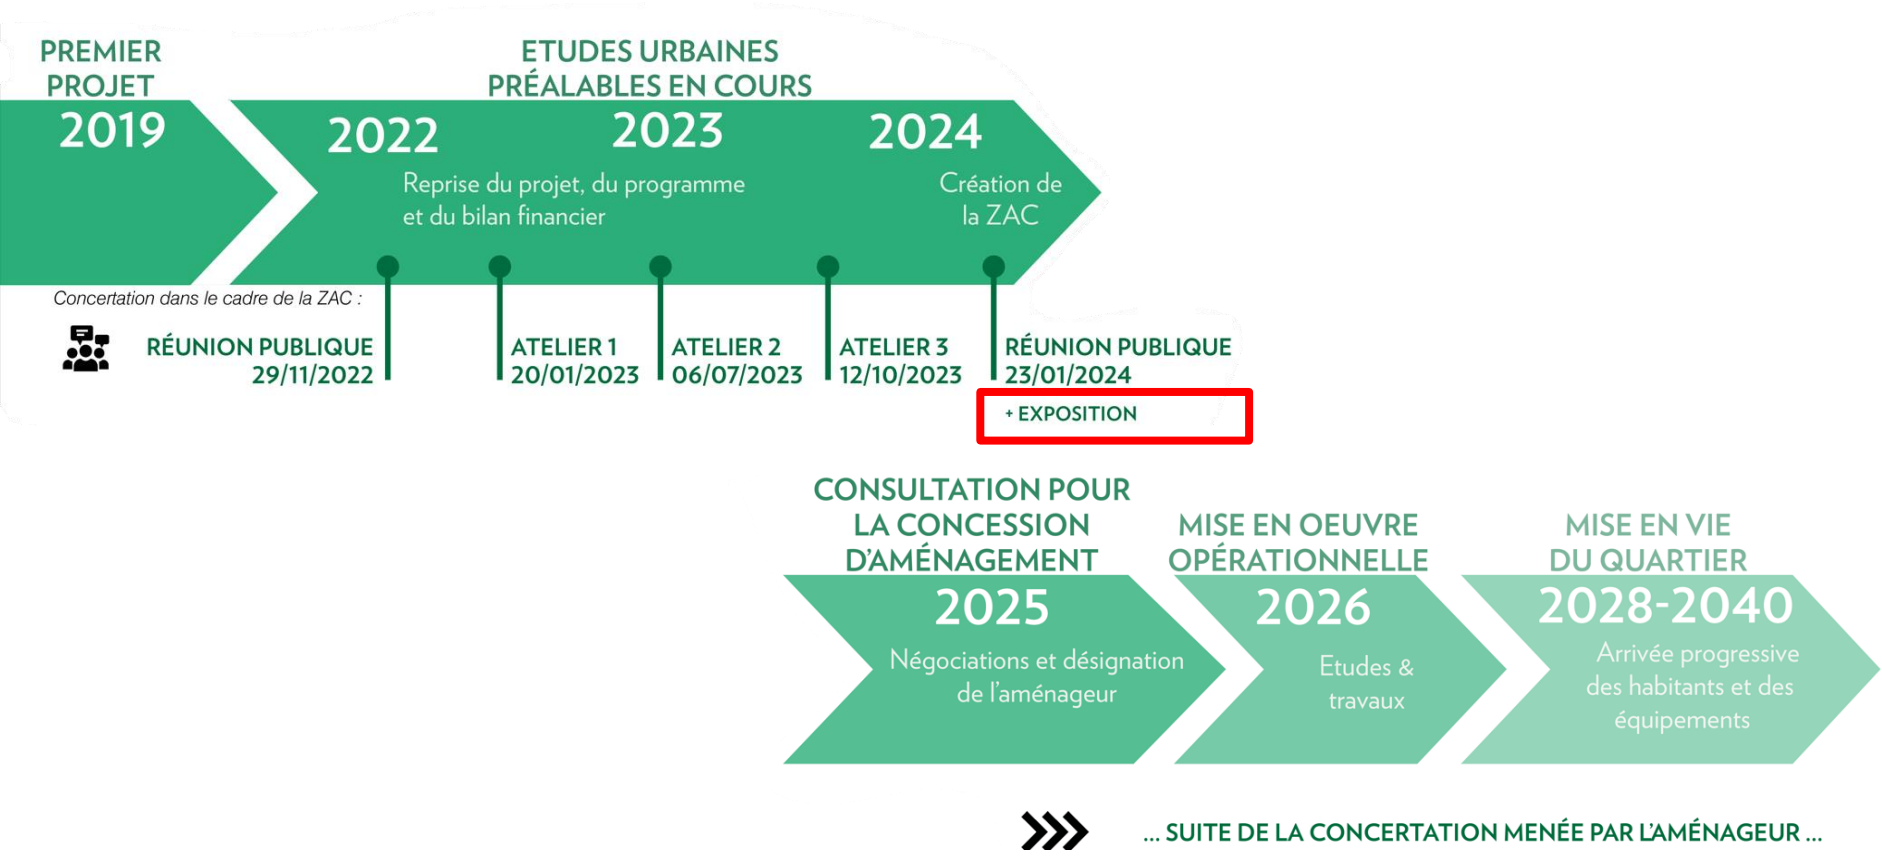 PREMIER
PROJET
2019
ETUDES URBAINES
PRÉALABLES EN COURS
2022
2023
2024
Reprise du projet, du programme
et du bilan financier
Création de
la ZAC
Concertation dans le cadre de la ZAC :
RÉUNION PUBLIQUE
29/11/2022
ATELIER 1
20/01/2023
ATELIER 2
06/07/2023
ATELIER 3
12/10/2023
RÉUNION PUBLIQUE
23/01/2024
+ EXPOSITION
CONSULTATION POUR
LA CONCESSION
D'AMÉNAGEMENT
2025
Négociations et désignation
de l'aménageur
MISE EN OEUVRE
OPÉRATIONNELLE
2026
Etudes &
travaux
MISE EN VIE
DU QUARTIER
2028-2040
Arrivée progressive
des habitants et des
équipements
... SUITE DE LA CONCERTATION MENÉE PAR L'AMÉNAGEUR ...